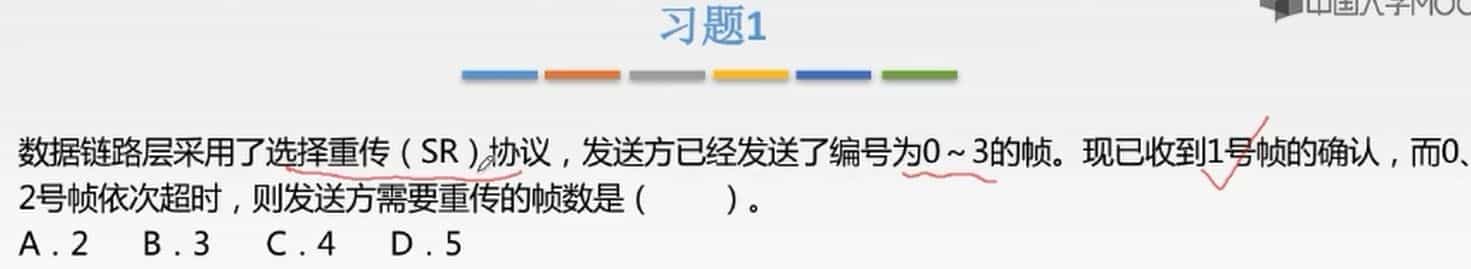 中国大学MOOC
习题1
数据链路层采用了选择重传（SR）协议，发送方已经发送了编号为0～3的帧。现已收到1号帧的确认，而0、
2号帧依次超时，则发送方需要重传的帧数是（　　）。
A．2　B．3　C．4　D．5